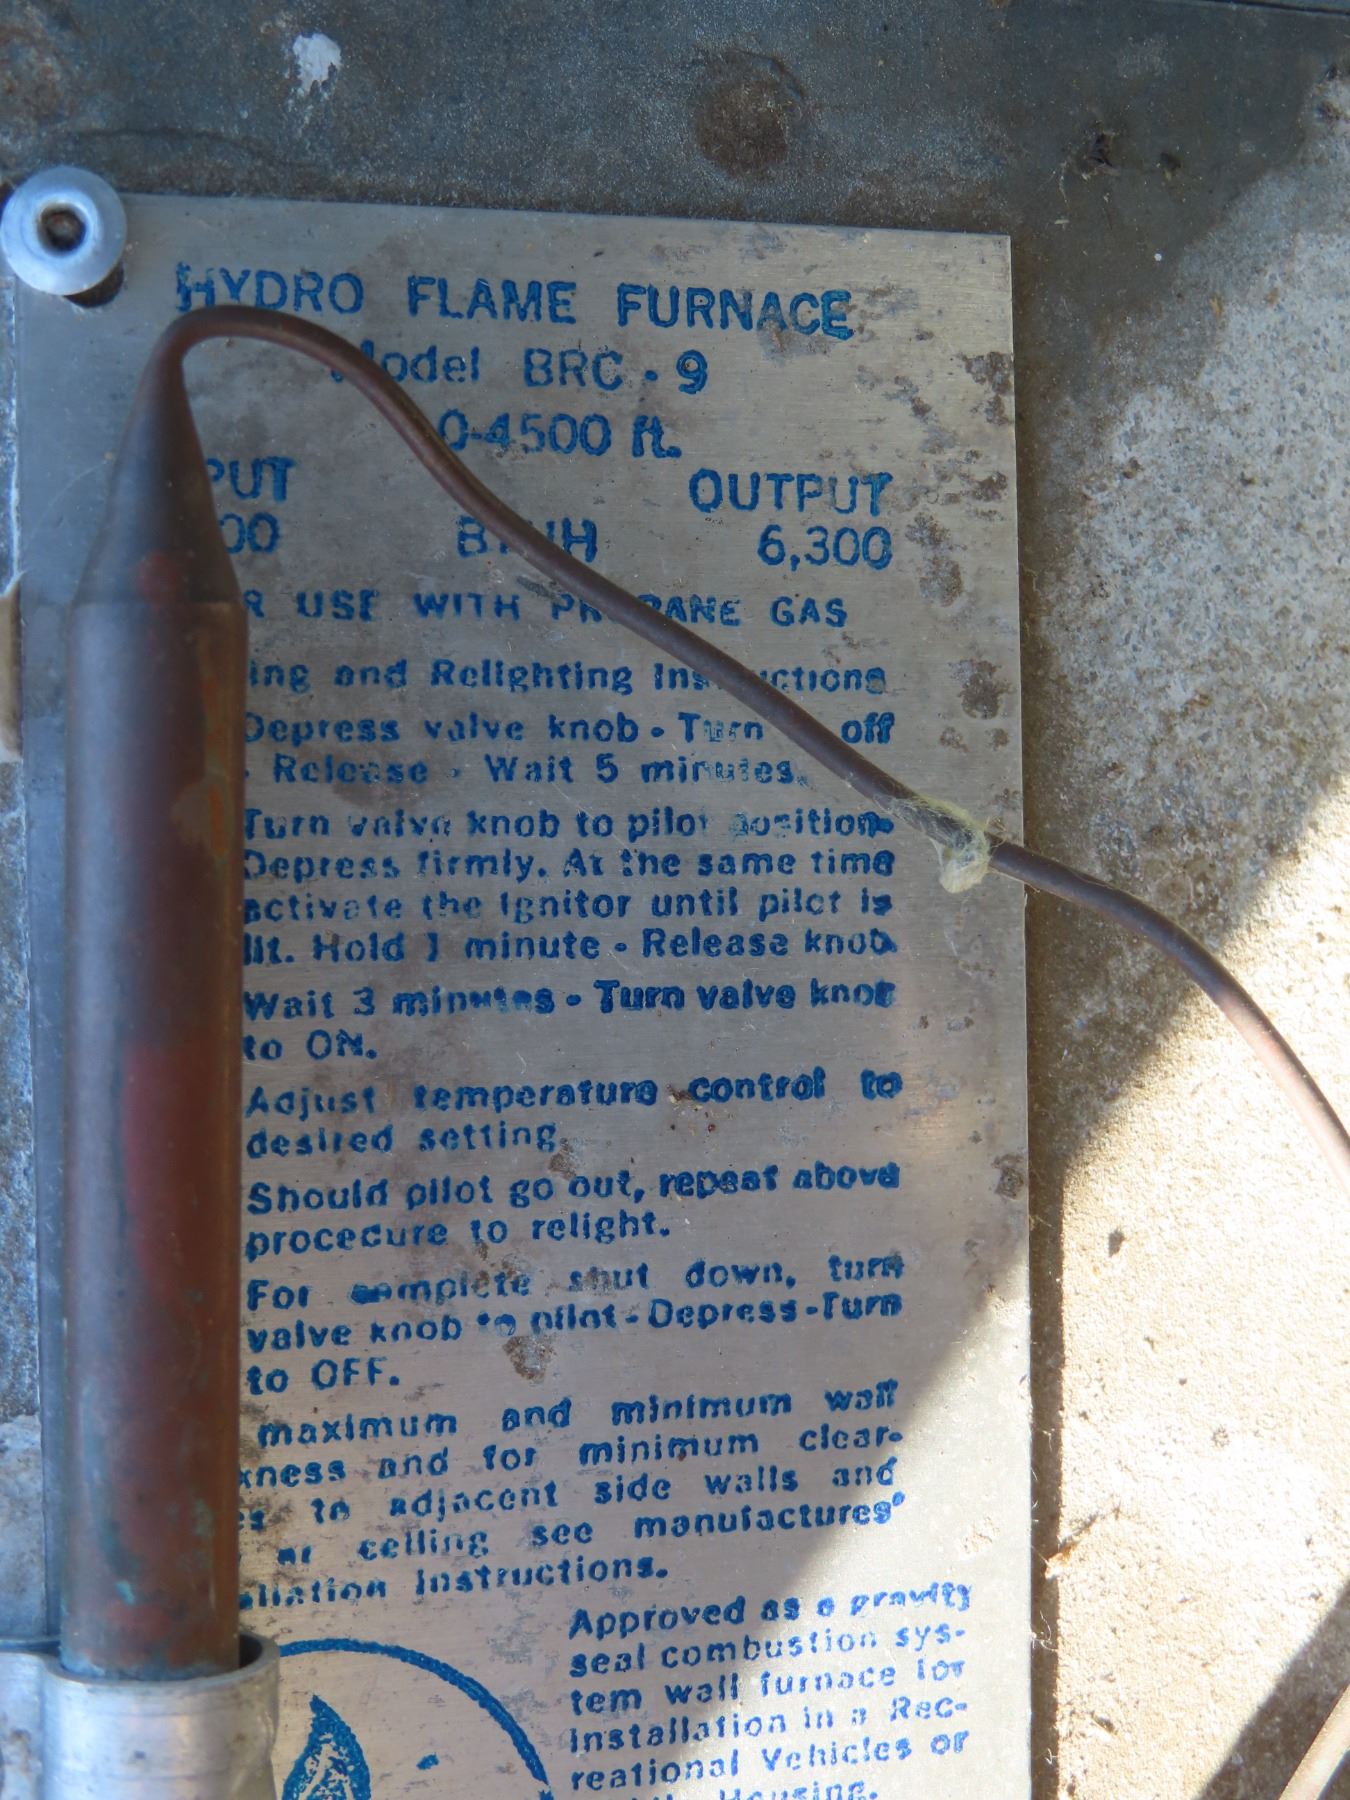 HYDRO FLAME FURNACE
Model BRC - 9
0-4500 ft.
PUT OUTPUT
00 BTUH 6,300
R USE WITH PROPANE GAS
ing and Relighting Instructions
Depress valve knob - Turn off
- Release - Wait 5 minutes.
Turn valve knob to pilot position.
Depress firmly. At the same time
activate the ignitor until pilot is
lit. Hold 1 minute - Release knob.
Wait 3 minutes - Turn valve knob
to ON.
Adjust temperature control to
desired setting.
Should pilot go out, repeat above
procedure to relight.
For complete shut down, turn
valve knob to pilot - Depress - Turn
to OFF.
maximum and minimum wall
kness and for minimum clear-
es to adjacent side walls and
or ceiling see manufactures'
allation instructions.
Approved as a gravity
seal combustion sys-
tem wall furnace for
installation in a Rec-
reational Vehicles or
Housing.